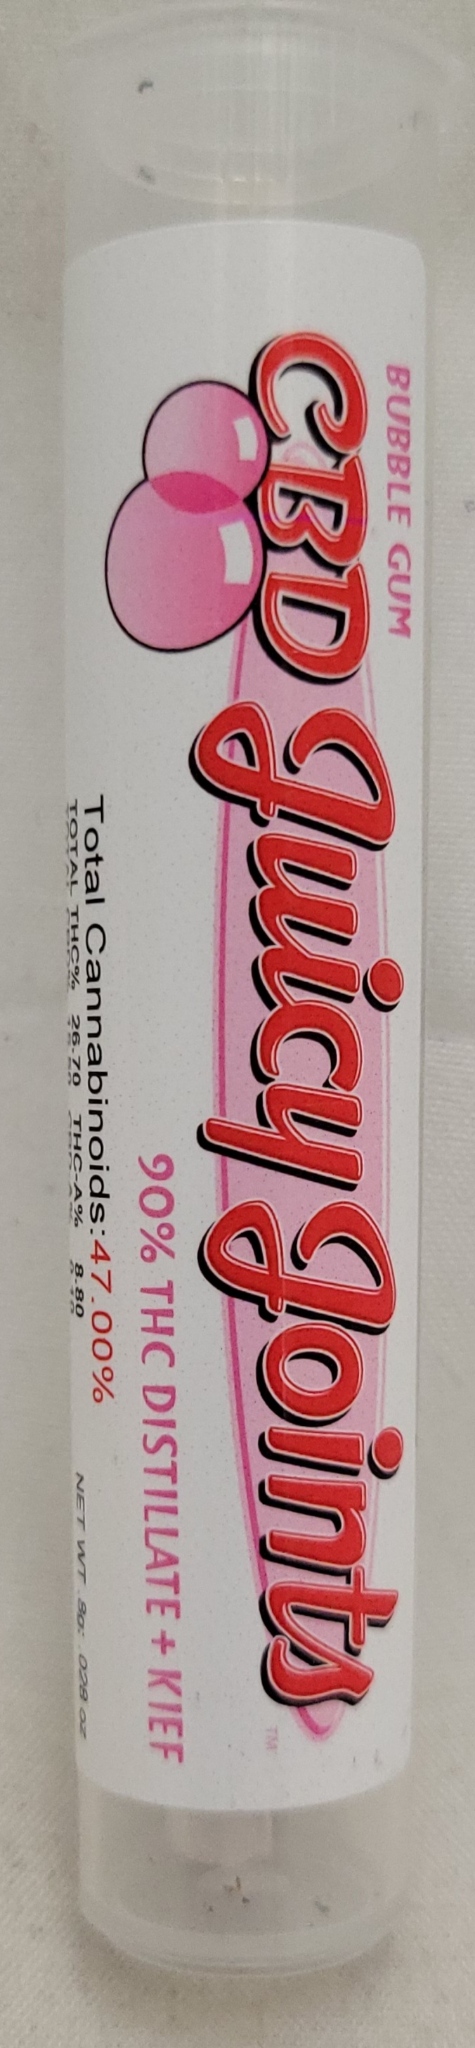 BUBBLE GUM
CBD Juicy Joints
TM
90% THC DISTILLATE + KIEF
Total Cannabinoids: 47.00%
TOTAL THC% 26.70 THC-A% 8.80
NET WT .8g: .028 oz